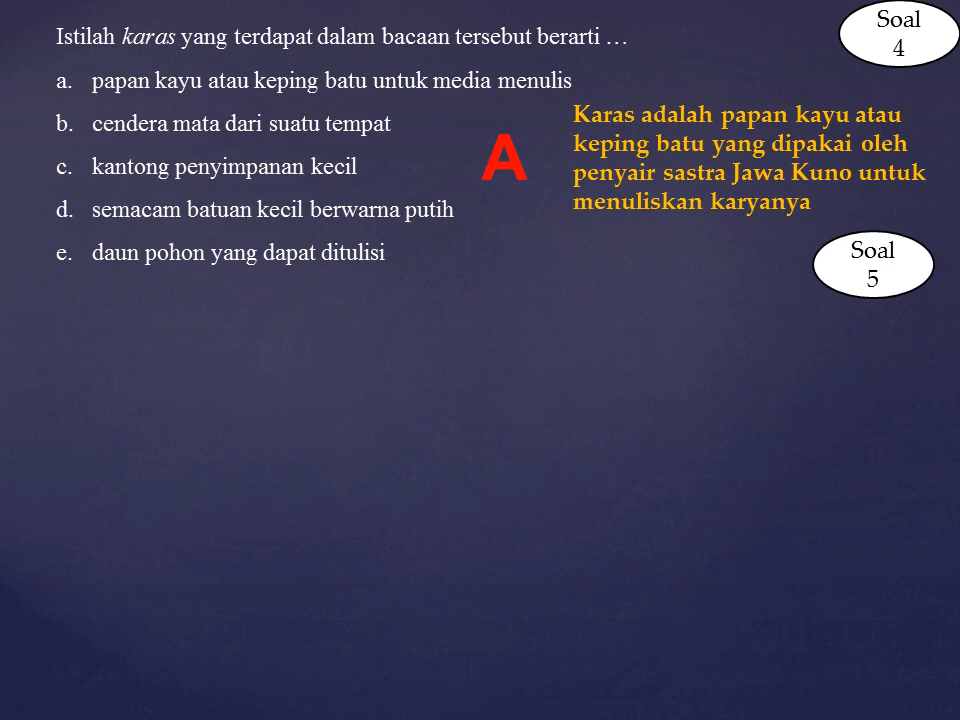 Soal
4
Istilah karas yang terdapat dalam bacaan tersebut berarti …
a. papan kayu atau keping batu untuk media menulis
b. cendera mata dari suatu tempat
c. kantong penyimpanan kecil
d. semacam batuan kecil berwarna putih
e. daun pohon yang dapat ditulisi
A
Karas adalah papan kayu atau
keping batu yang dipakai oleh
penyair sastra Jawa Kuno untuk
menuliskan karyanya
Soal
5